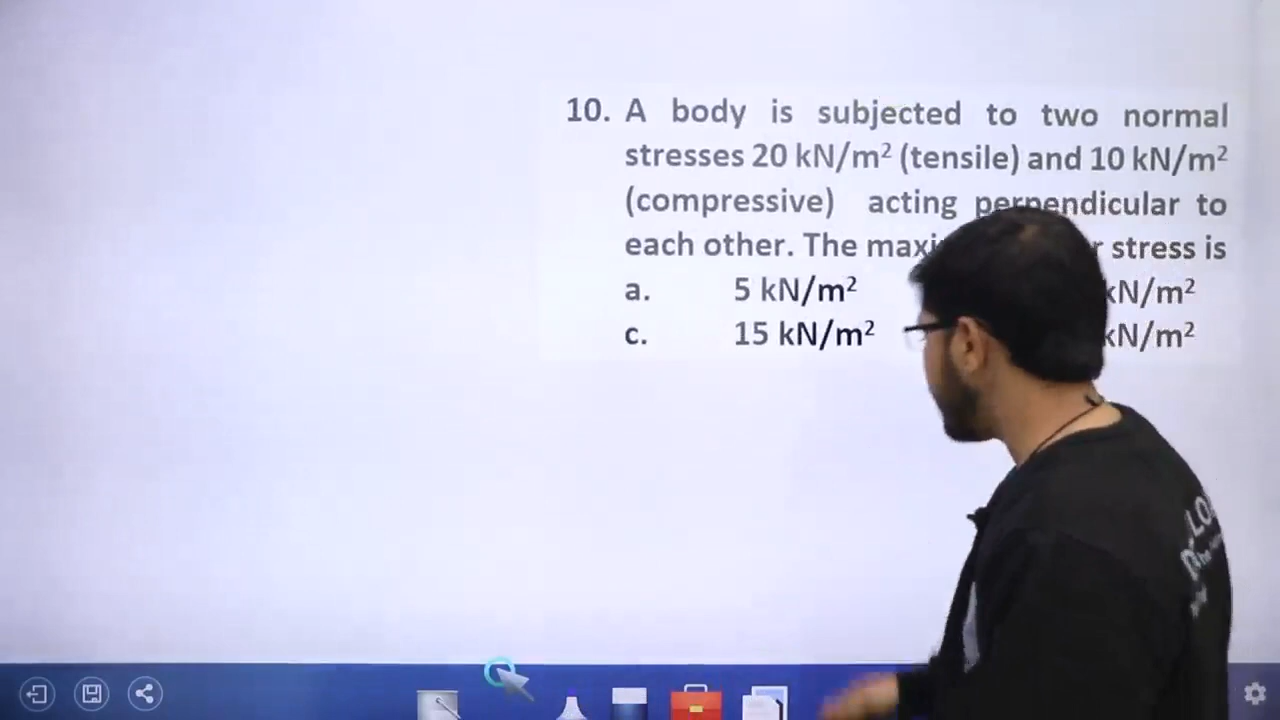 10. A body is subjected to two normal
stresses 20 kN/m² (tensile) and 10 kN/m²
(compressive) acting perpendicular to
each other. The stress is
a. 5 kN/m² kN/m²
c. 15 kN/m² kN/m²